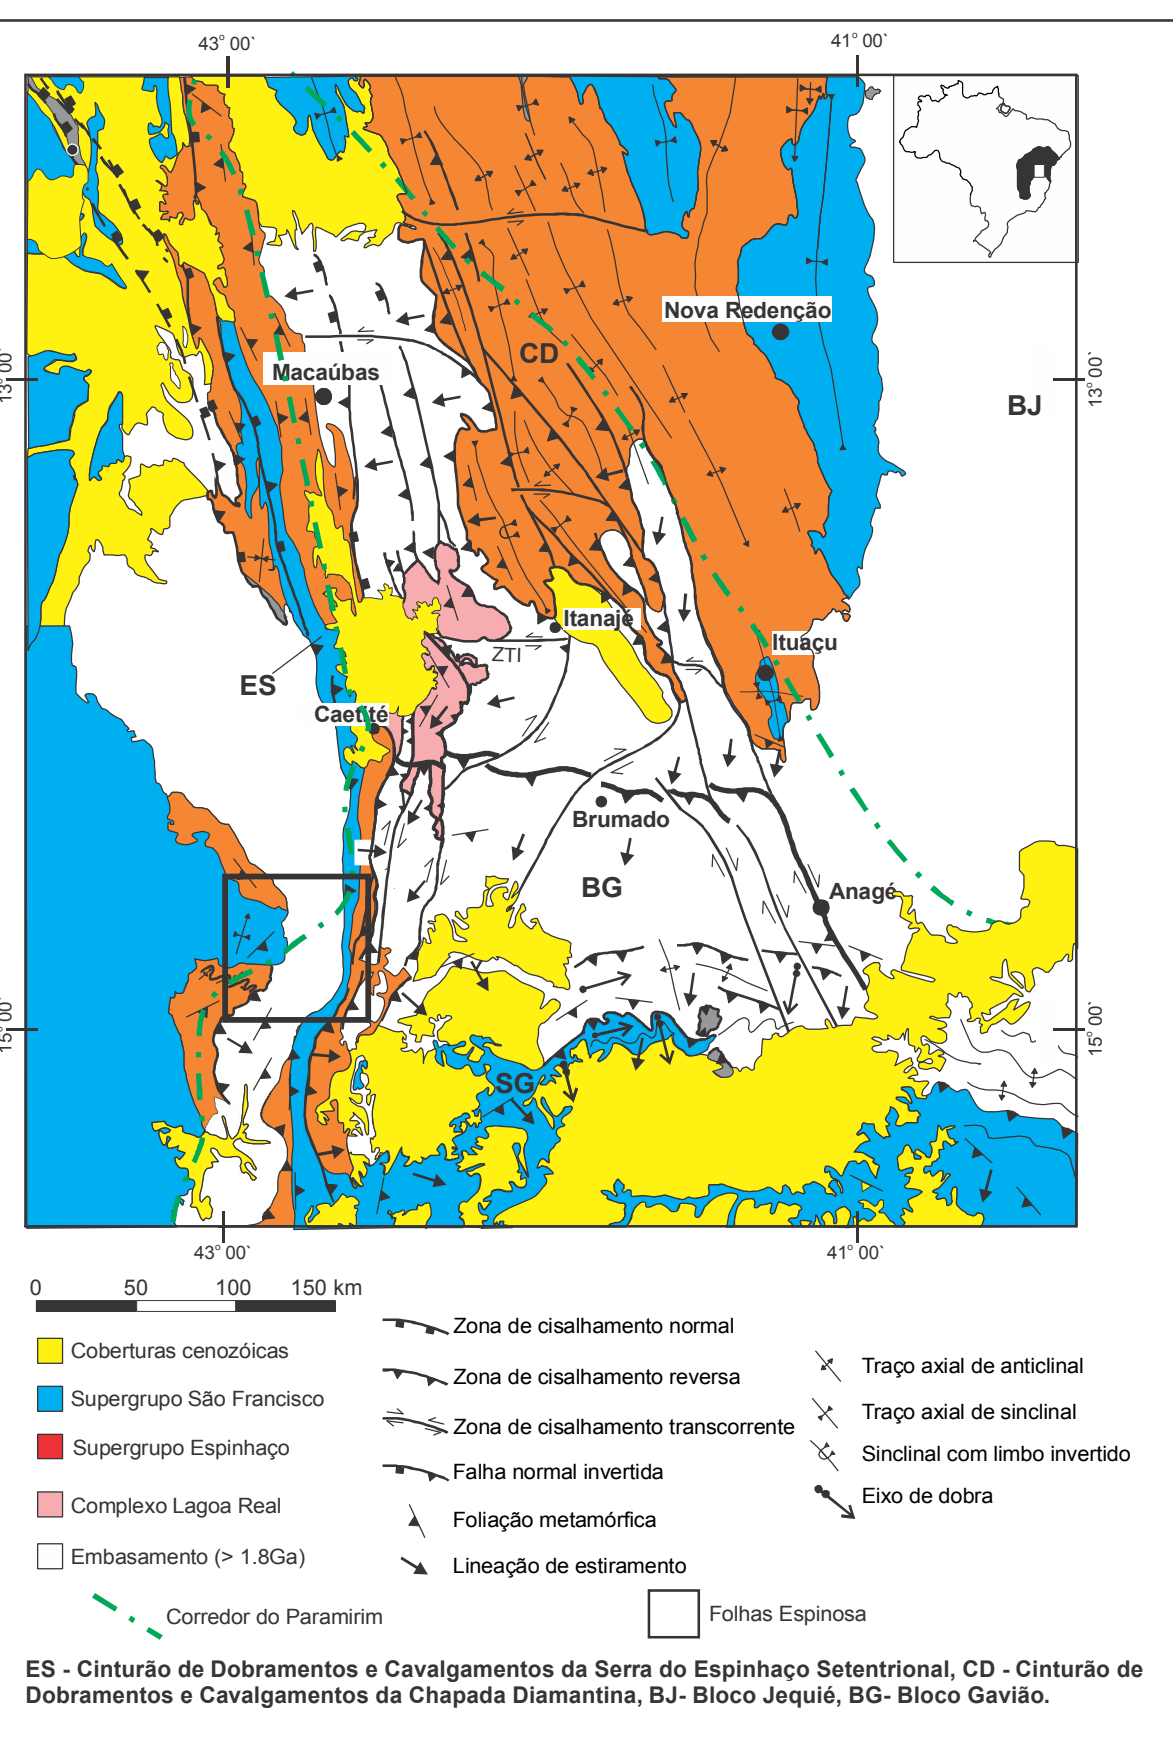 43° 00`
41° 00`
Nova Redenção
CD
Macaúbas
13° 00`
13° 00`
BJ
Itanajé
ZTI
Ituaçu
ES
Caetité
Brumado
BG
Anagé
15° 00`
15° 00`
SG
43° 00`
41° 00`
0 50 100 150 km
Coberturas cenozóicas
Supergrupo São Francisco
Supergrupo Espinhaço
Complexo Lagoa Real
Embasamento (> 1.8Ga)
Corredor do Paramirim
Zona de cisalhamento normal
Zona de cisalhamento reversa
Zona de cisalhamento transcorrente
Falha normal invertida
Foliação metamórfica
Lineação de estiramento
Traço axial de anticlinal
Traço axial de sinclinal
Sinclinal com limbo invertido
Eixo de dobra
Folhas Espinosa
ES - Cinturão de Dobramentos e Cavalgamentos da Serra do Espinhaço Setentrional, CD - Cinturão de
Dobramentos e Cavalgamentos da Chapada Diamantina, BJ- Bloco Jequié, BG- Bloco Gavião.